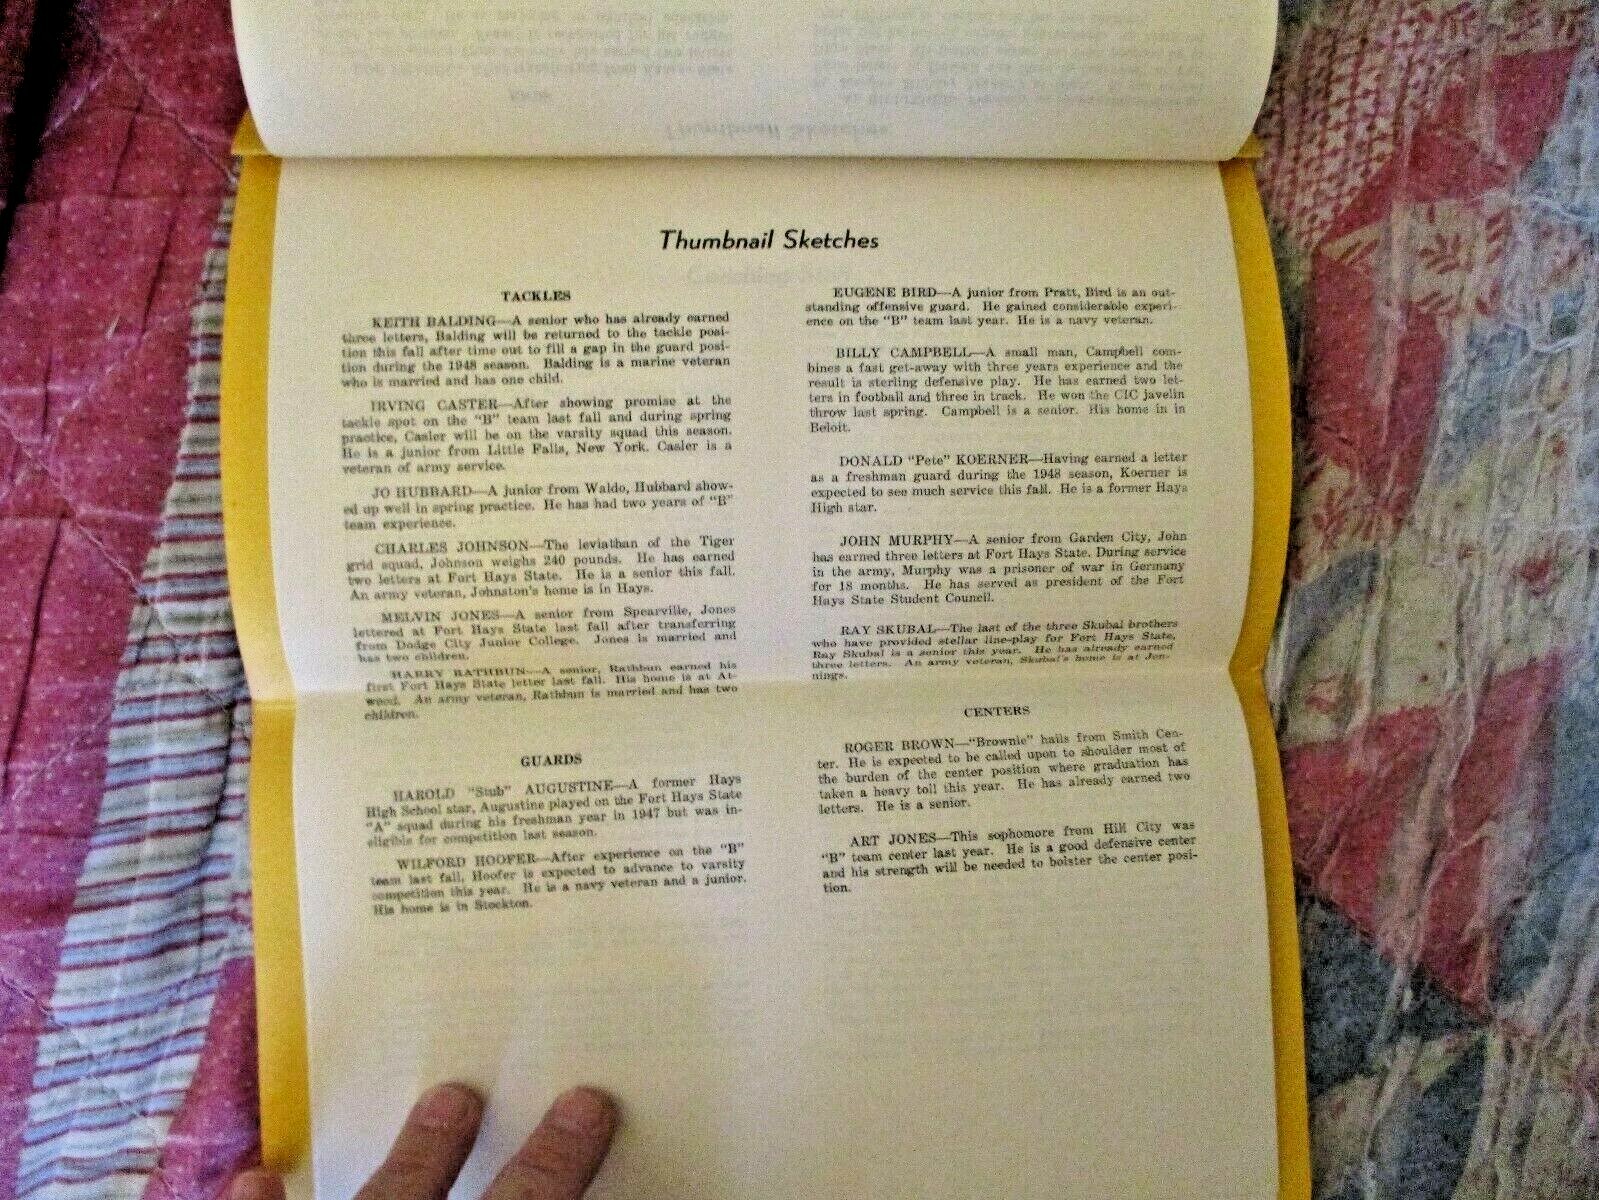 Thumbnail Sketches
TACKLES
KEITH BALDING—A senior who has already earned
three letters, Balding will be returned to the tackle posi-
tion this fall after time out to fill a gap in the guard posi-
tion during the 1948 season. Balding is a marine veteran
who is married and has one child.
IRVING CASTER—After showing promise at the
tackle spot on the "B" team last fall and during spring
practice, Casler will be on the varsity squad this season.
He is a junior from Little Falls, New York. Casler is a
veteran of army service.
JO HUBBARD—A junior from Waldo, Hubbard show-
ed up well in spring practice. He has had two years of "B"
team experience.
CHARLES JOHNSON—The leviathan of the Tiger
grid squad, Johnson weighs 240 pounds. He has earned
two letters at Fort Hays State. He is a senior this fall.
An army veteran, Johnston's home is in Hays.
MELVIN JONES—A senior from Spearville, Jones
lettered at Fort Hays State last fall after transferring
from Dodge City Junior College. Jones is married and
has two children.
HARRY RATHBUN—A senior, Rathbun earned his
first Fort Hays State letter last fall. His home is at At-
wood. An army veteran, Rathbun is married and has two
children.
GUARDS
HAROLD "Stub" AUGUSTINE—A former Hays
High School star, Augustine played on the Fort Hays State
"A" squad during his freshman year in 1947 but was in-
eligible for competition last season.
WILFORD HOOFER—After experience on the "B"
team last fall, Hoofer is expected to advance to varsity
competition this year. He is a navy veteran and a junior.
His home is in Stockton.
EUGENE BIRD—A junior from Pratt, Bird is an out-
standing offensive guard. He gained considerable experi-
ence on the "B" team last year. He is a navy veteran.
BILLY CAMPBELL—A small man, Campbell com-
bines a fast get-away with three years experience and the
result is sterling defensive play. He has earned two let-
ters in football and three in track. He won the CIC javelin
throw last spring. Campbell is a senior. His home in in
Beloit.
DONALD "Pete" KOERNER—Having earned a letter
as a freshman guard during the 1948 season, Koerner is
expected to see much service this fall. He is a former Hays
High star.
JOHN MURPHY—A senior from Garden City, John
has earned three letters at Fort Hays State. During service
in the army, Murphy was a prisoner of war in Germany
for 18 months. He has served as president of the Fort
Hays State Student Council.
RAY SKUBAL—The last of the three Skubal brothers
who have provided stellar line-play for Fort Hays State,
Ray Skubal is a senior this year. He has already earned
three letters. An army veteran, Skubal's home is at Jen-
nings.
CENTERS
ROGER BROWN—"Brownie" hails from Smith Cen-
ter. He is expected to be called upon to shoulder most of
the burden of the center position where graduation has
taken a heavy toll this year. He has already earned two
letters. He is a senior.
ART JONES—This sophomore from Hill City was
"B" team center last year. He is a good defensive center
and his strength will be needed to bolster the center posi-
tion.